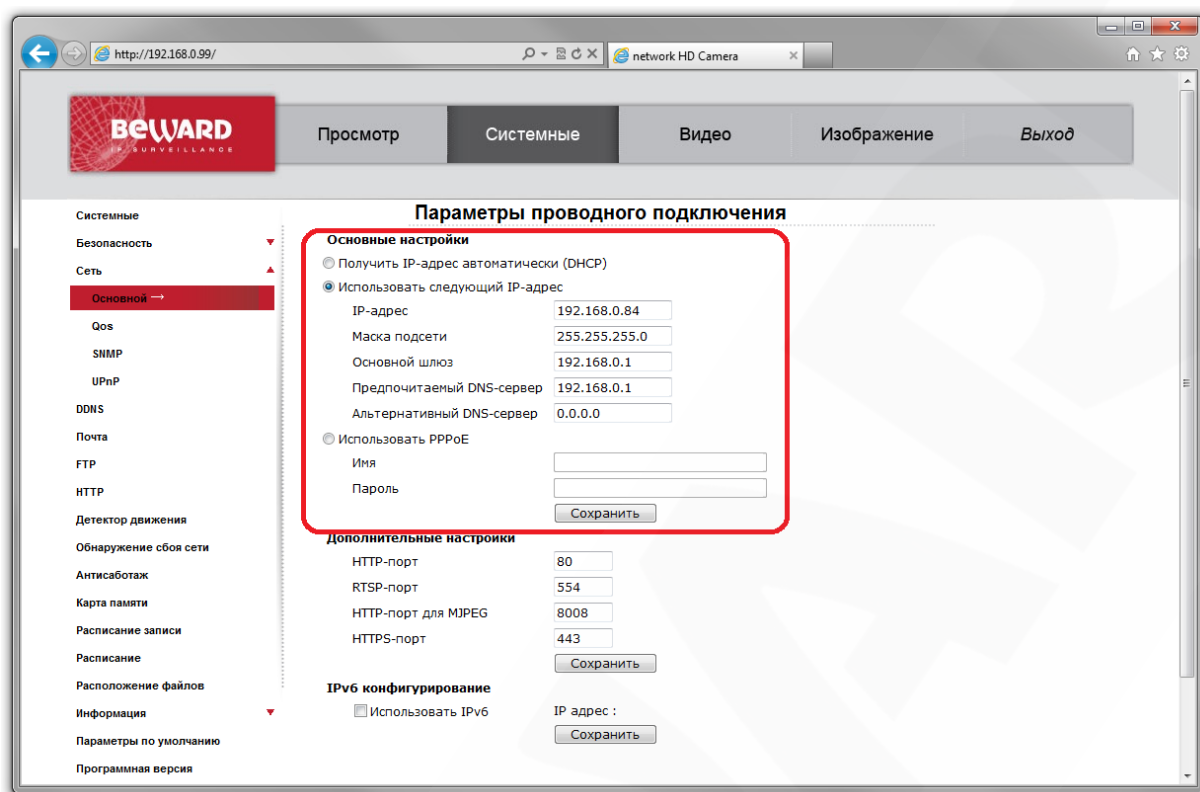 http://192.168.0.99/
network HD Camera
BEWARD
IP SURVEILLANCE
Просмотр
Системные
Видео
Изображение
Выход
Системные
Безопасность
Сеть
Основной →
Qos
SNMP
UPnP
DDNS
Почта
FTP
HTTP
Детектор движения
Обнаружение сбоя сети
Антисаботаж
Карта памяти
Расписание записи
Расписание
Расположение файлов
Информация
Параметры по умолчанию
Программная версия
Параметры проводного подключения
Основные настройки
Получить IP-адрес автоматически (DHCP)
Использовать следующий IP-адрес
IP-адрес 192.168.0.84
Маска подсети 255.255.255.0
Основной шлюз 192.168.0.1
Предпочитаемый DNS-сервер 192.168.0.1
Альтернативный DNS-сервер 0.0.0.0
Использовать PPPoE
Имя
Пароль
Сохранить
Дополнительные настройки
HTTP-порт 80
RTSP-порт 554
HTTP-порт для MJPEG 8008
HTTPS-порт 443
Сохранить
IPv6 конфигурирование
Использовать IPv6 IP адрес :
Сохранить